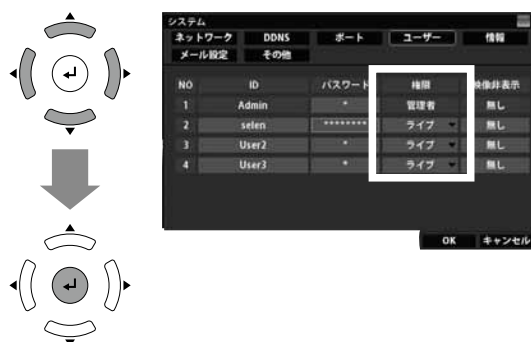 システム
ネットワーク DDNS ポート ユーザー 情報
メール設定 その他
NO ID パスワード 権限 映像非表示
1 Admin * 管理者 無し
2 selen ******** ライブ 無し
3 User2 * ライブ 無し
4 User3 * ライブ 無し
OK キャンセル